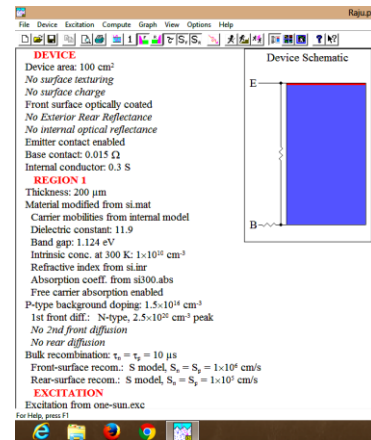 Raju.p
File Device Excitation Compute Graph View Options Help
DEVICE
Device area: 100 cm²
No surface texturing
No surface charge
Front surface optically coated
No Exterior Rear Reflectance
No internal optical reflectance
Emitter contact enabled
Base contact: 0.015 Ω
Internal conductor: 0.3 S
REGION 1
Thickness: 200 µm
Material modified from si.mat
Carrier mobilities from internal model
Dielectric constant: 11.9
Band gap: 1.124 eV
Intrinsic conc. at 300 K: 1×10¹⁰ cm⁻³
Refractive index from si.inr
Absorption coeff. from si300.abs
Free carrier absorption enabled
P-type background doping: 1.5×10¹⁶ cm⁻³
1st front diff.: N-type, 2.5×10²⁰ cm⁻³ peak
No 2nd front diffusion
No rear diffusion
Bulk recombination: τₙ = τₚ = 10 µs
Front-surface recom.: S model, Sₙ = Sₚ = 1×10⁶ cm/s
Rear-surface recom.: S model, Sₙ = Sₚ = 1×10⁵ cm/s
EXCITATION
Excitation from one-sun.exc
Device Schematic
E
B
For Help, press F1